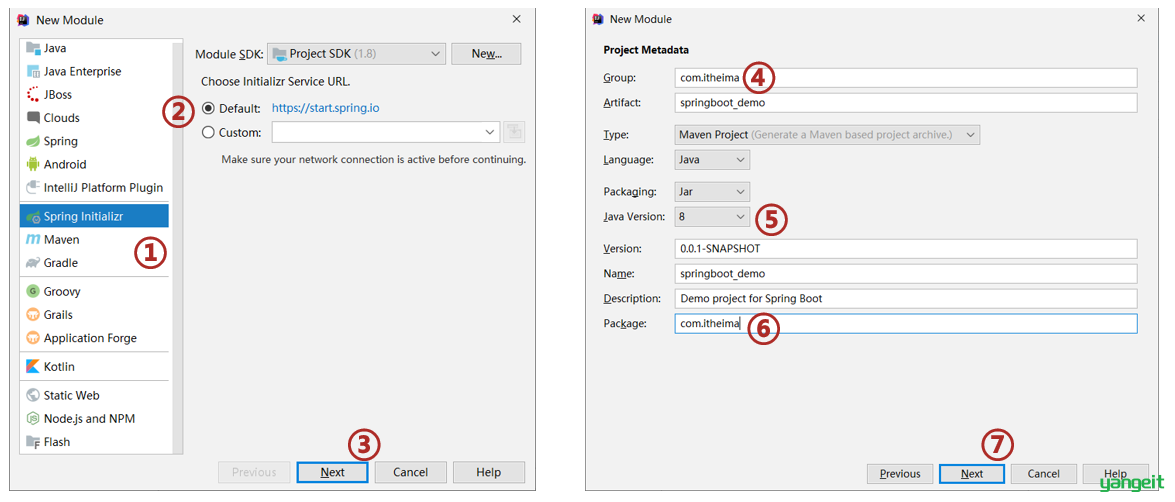 New Module
Java
Java Enterprise
JBoss
Clouds
Spring
Android
IntelliJ Platform Plugin
Spring Initializr
Maven
Gradle
Groovy
Grails
Application Forge
Kotlin
Static Web
Node.js and NPM
Flash
①
Module SDK: Project SDK (1.8) New...
Choose Initializr Service URL.
② Default: https://start.spring.io
Custom:
Make sure your network connection is active before continuing.
③
Previous Next Cancel Help
New Module
Project Metadata
Group: com.itheima ④
Artifact: springboot_demo
Type: Maven Project (Generate a Maven based project archive.)
Language: Java
Packaging: Jar
Java Version: 8 ⑤
Version: 0.0.1-SNAPSHOT
Name: springboot_demo
Description: Demo project for Spring Boot
Package: com.itheima ⑥
⑦
Previous Next Cancel Help
yangeit